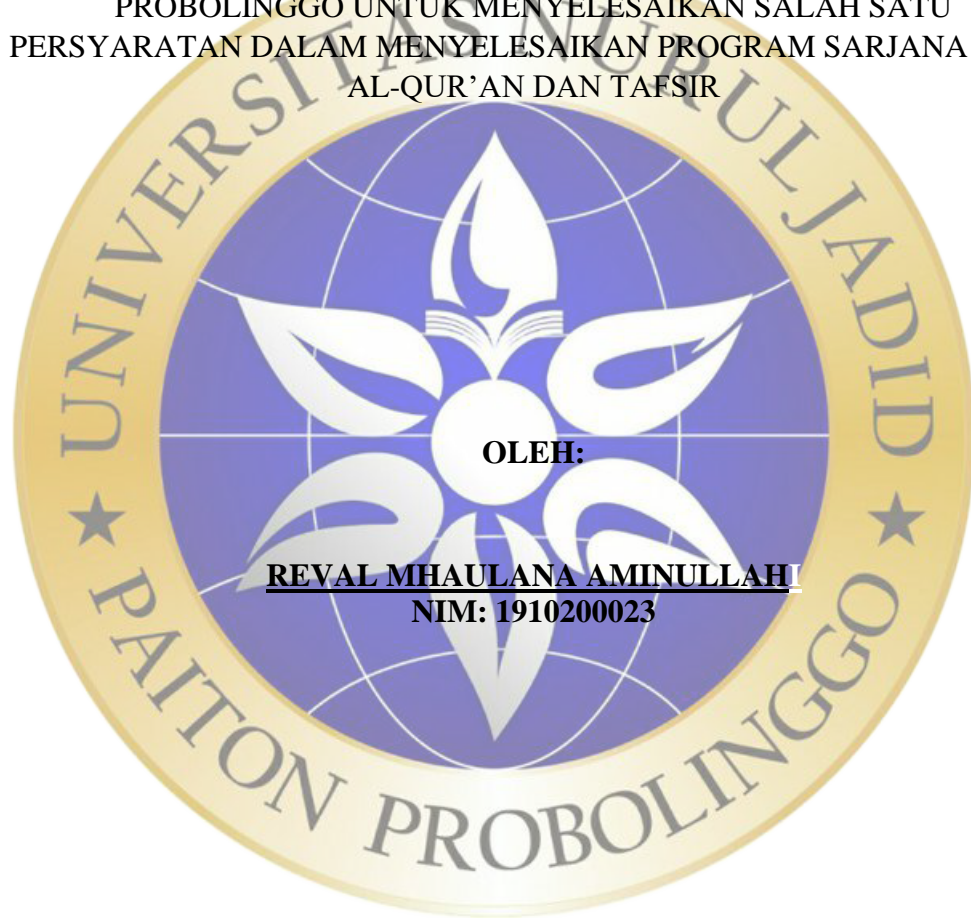 PROBOLINGGO UNTUK MENYELESAIKAN SALAH SATU
PERSYARATAN DALAM MENYELESAIKAN PROGRAM SARJANA
AL-QUR’AN DAN TAFSIR
UNIVERSITAS NURUL JADID
OLEH:
REVAL MHAULANA AMINULLAHI
NIM: 1910200023
PAITON PROBOLINGGO